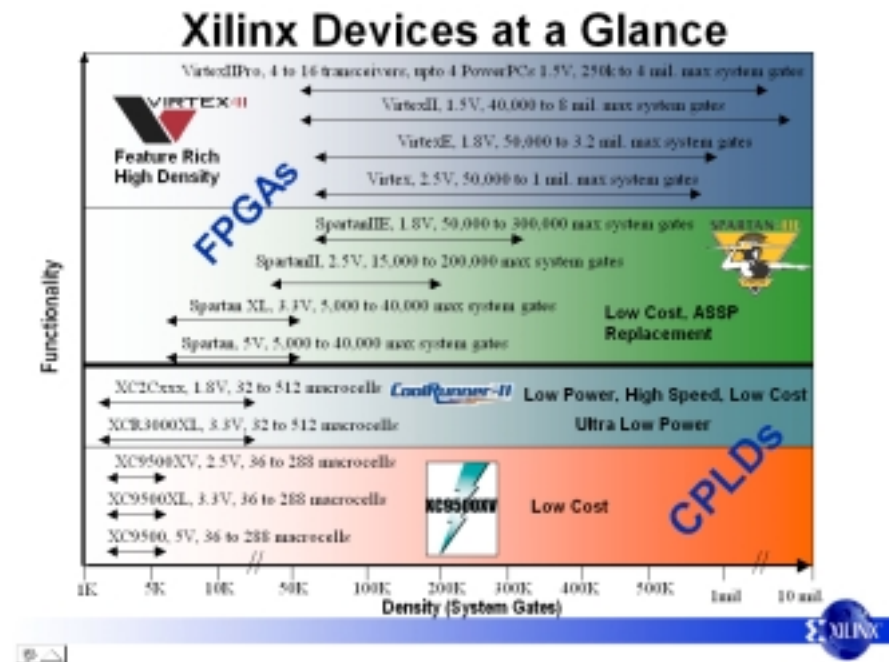 Xilinx Devices at a Glance
VirtexIIPro, 4 to 16 transceivers, upto 4 PowerPCs 1.5V, 250k to 4 mil. max system gates
VIRTEX-II
VirtexII, 1.5V, 40,000 to 8 mil. max system gates
VirtexE, 1.8V, 50,000 to 3.2 mil. max system gates
Feature Rich
High Density
Virtex, 2.5V, 50,000 to 1 mil. max system gates
FPGAs
SpartanIIE, 1.8V, 50,000 to 300,000 max system gates
SPARTAN-III
SpartanII, 2.5V, 15,000 to 200,000 max system gates
Spartan XL, 3.3V, 5,000 to 40,000 max system gates
Low Cost, ASSP
Replacement
Spartan, 5V, 5,000 to 40,000 max system gates
Functionality
XC2Cxxx, 1.8V, 32 to 512 macrocells
CoolRunner-II
Low Power, High Speed, Low Cost
XCR3000XL, 3.3V, 32 to 512 macrocells
Ultra Low Power
XC9500XV, 2.5V, 36 to 288 macrocells
CPLDs
XC9500XL, 3.3V, 36 to 288 macrocells
XC9500XV
Low Cost
XC9500, 5V, 36 to 288 macrocells
1K 5K 10K // 50K 100K 200K 300K 400K 500K 1mil // 10 mil
Density (System Gates)
XILINX